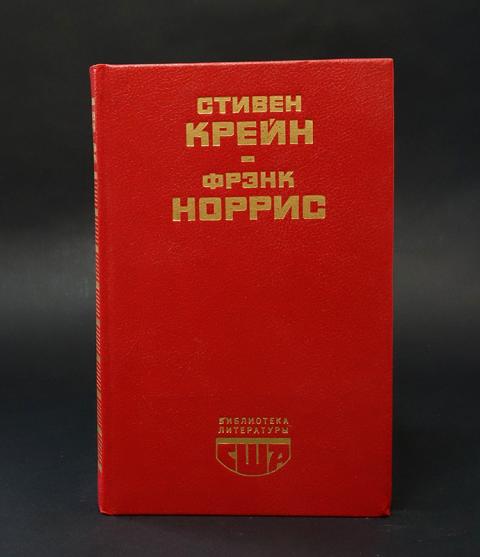 СТИВЕН
КРЕЙН
-
ФРЭНК
НОРРИС
БИБЛИОТЕКА
ЛИТЕРАТУРЫ
США